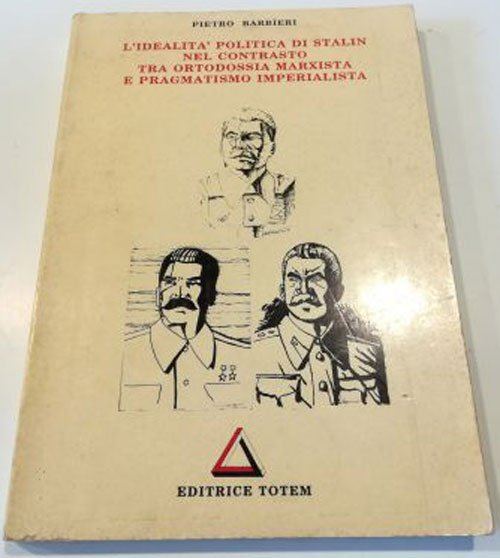 PIETRO BARBIERI
L'IDEALITA' POLITICA DI STALIN
NEL CONTRASTO
TRA ORTODOSSIA MARXISTA
E PRAGMATISMO IMPERIALISTA
EDITRICE TOTEM